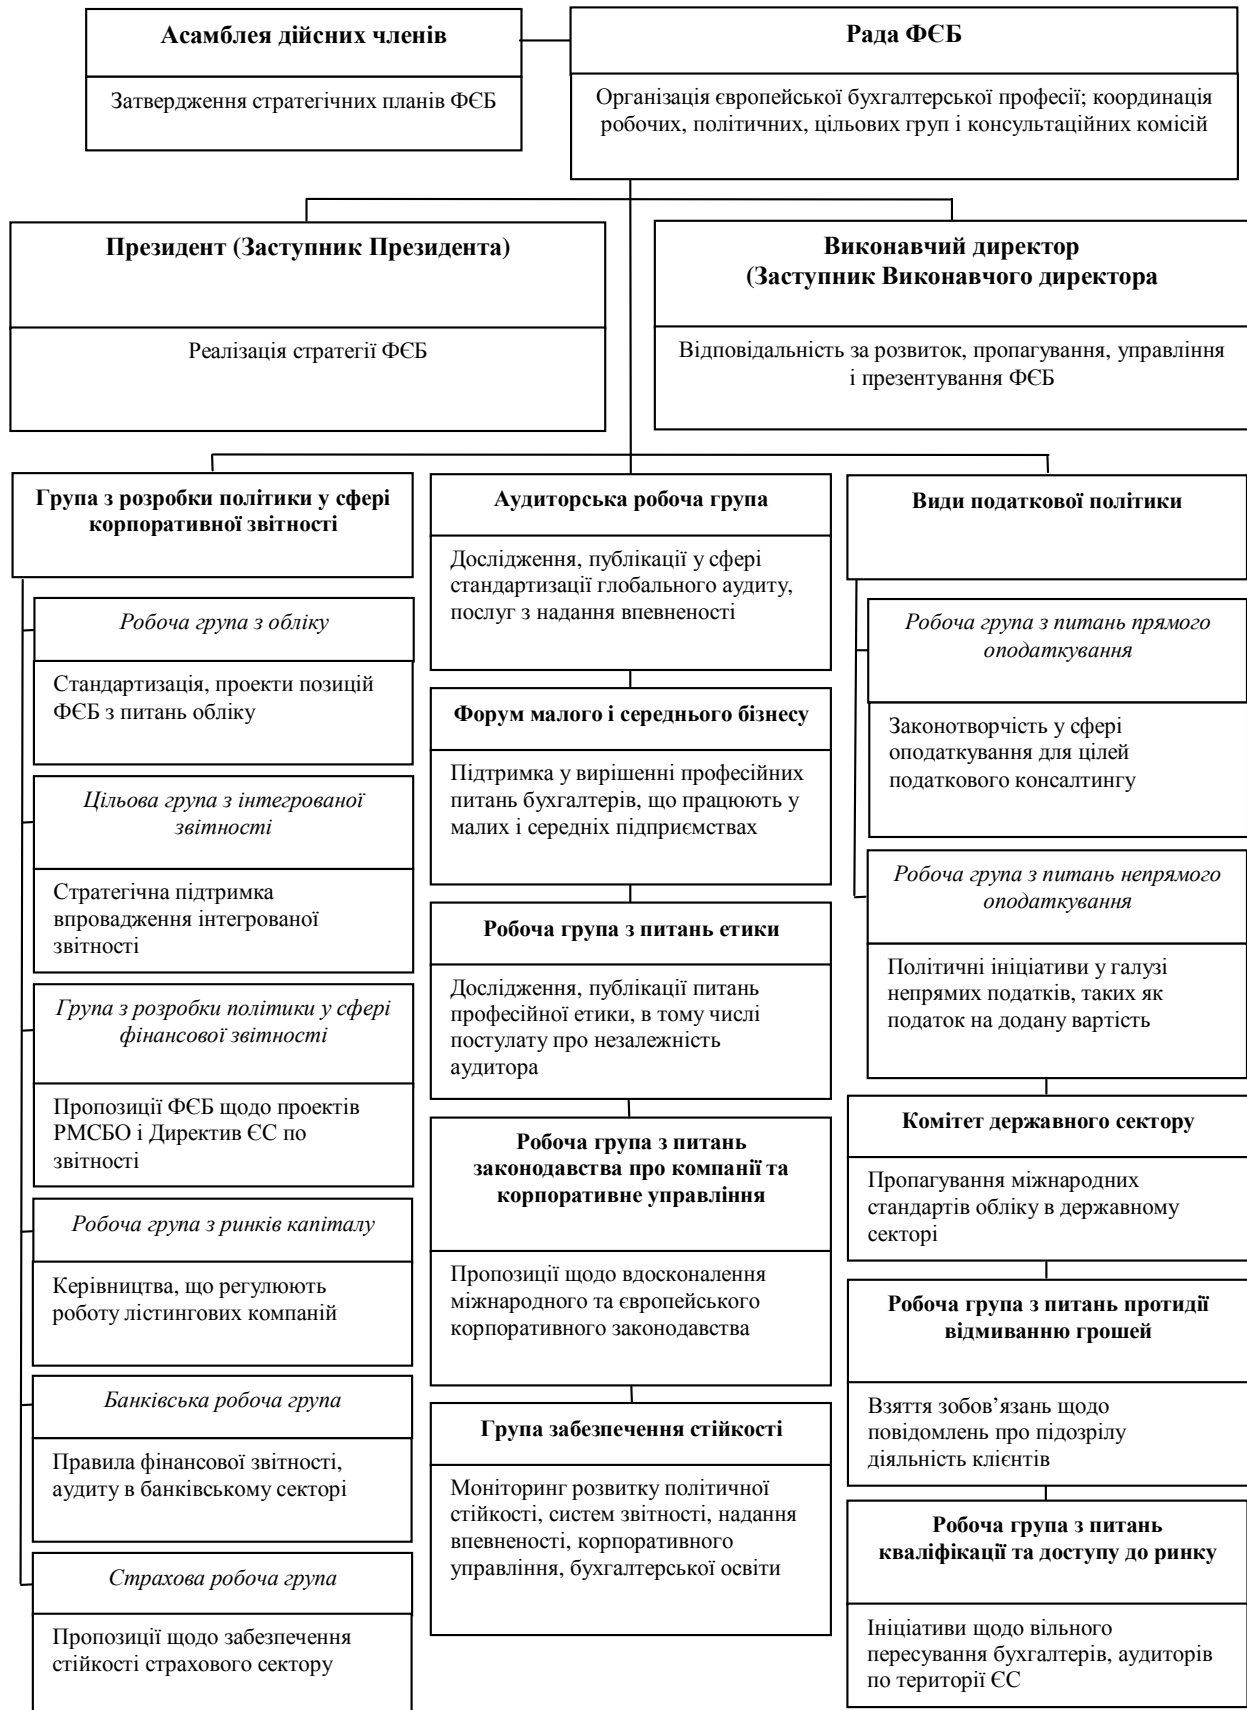 Асамблея дійсних членів
Затвердження стратегічних планів ФЄБ
Рада ФЄБ
Організація європейської бухгалтерської професії; координація
робочих, політичних, цільових груп і консультаційних комісій
Президент (Заступник Президента)
Реалізація стратегії ФЄБ
Виконавчий директор
(Заступник Виконавчого директора
Відповідальність за розвиток, пропагування, управління
і презентування ФЄБ
Група з розробки політики у сфері
корпоративної звітності
Робоча група з обліку
Стандартизація, проекти позицій
ФЄБ з питань обліку
Цільова група з інтегрованої
звітності
Стратегічна підтримка
впровадження інтегрованої
звітності
Група з розробки політики у сфері
фінансової звітності
Пропозиції ФЄБ щодо проектів
РМСБО і Директив ЄС по
звітності
Робоча група з ринків капіталу
Керівництва, що регулюють
роботу лістингових компаній
Банківська робоча група
Правила фінансової звітності,
аудиту в банківському секторі
Страхова робоча група
Пропозиції щодо забезпечення
стійкості страхового сектору
Аудиторська робоча група
Дослідження, публікації у сфері
стандартизації глобального аудиту,
послуг з надання впевненості
Форум малого і середнього бізнесу
Підтримка у вирішенні професійних
питань бухгалтерів, що працюють у
малих і середніх підприємствах
Робоча група з питань етики
Дослідження, публікації питань
професійної етики, в тому числі
постулату про незалежність
аудитора
Робоча група з питань
законодавства про компанії та
корпоративне управління
Пропозиції щодо вдосконалення
міжнародного та європейського
корпоративного законодавства
Група забезпечення стійкості
Моніторинг розвитку політичної
стійкості, систем звітності, надання
впевненості, корпоративного
управління, бухгалтерської освіти
Види податкової політики
Робоча група з питань прямого
оподаткування
Законотворчість у сфері
оподаткування для цілей
податкового консалтингу
Робоча група з питань непрямого
оподаткування
Політичні ініціативи у галузі
непрямих податків, таких як
податок на додану вартість
Комітет державного сектору
Пропагування міжнародних
стандартів обліку в державному
секторі
Робоча група з питань протидії
відмиванню грошей
Взяття зобов’язань щодо
повідомлень про підозрілу
діяльність клієнтів
Робоча група з питань
кваліфікації та доступу до ринку
Ініціативи щодо вільного
пересування бухгалтерів, аудиторів
по території ЄС